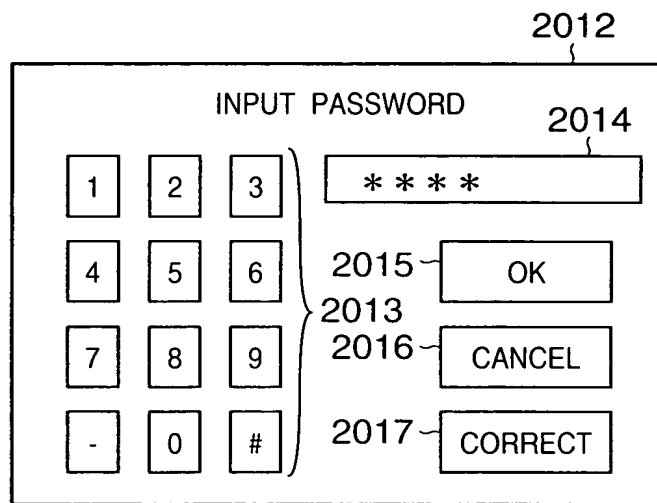 2012
INPUT PASSWORD
2014
1 2 3
* * * *
4 5 6
2015 OK
2013
7 8 9
2016 CANCEL
- 0 #
2017 CORRECT